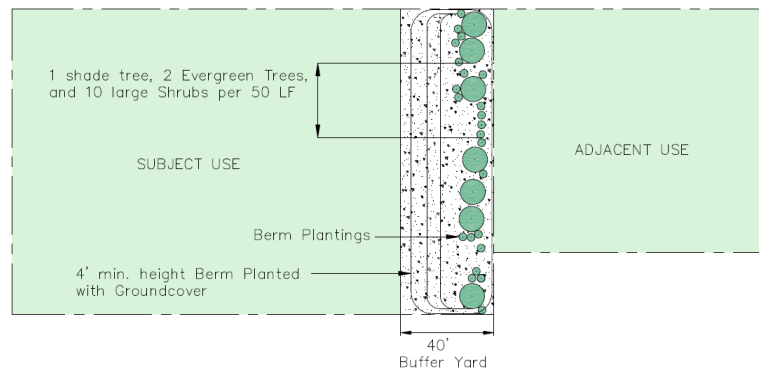 1 shade tree, 2 Evergreen Trees,
and 10 large Shrubs per 50 LF
SUBJECT USE
ADJACENT USE
Berm Plantings
4' min. height Berm Planted
with Groundcover
40'
Buffer Yard